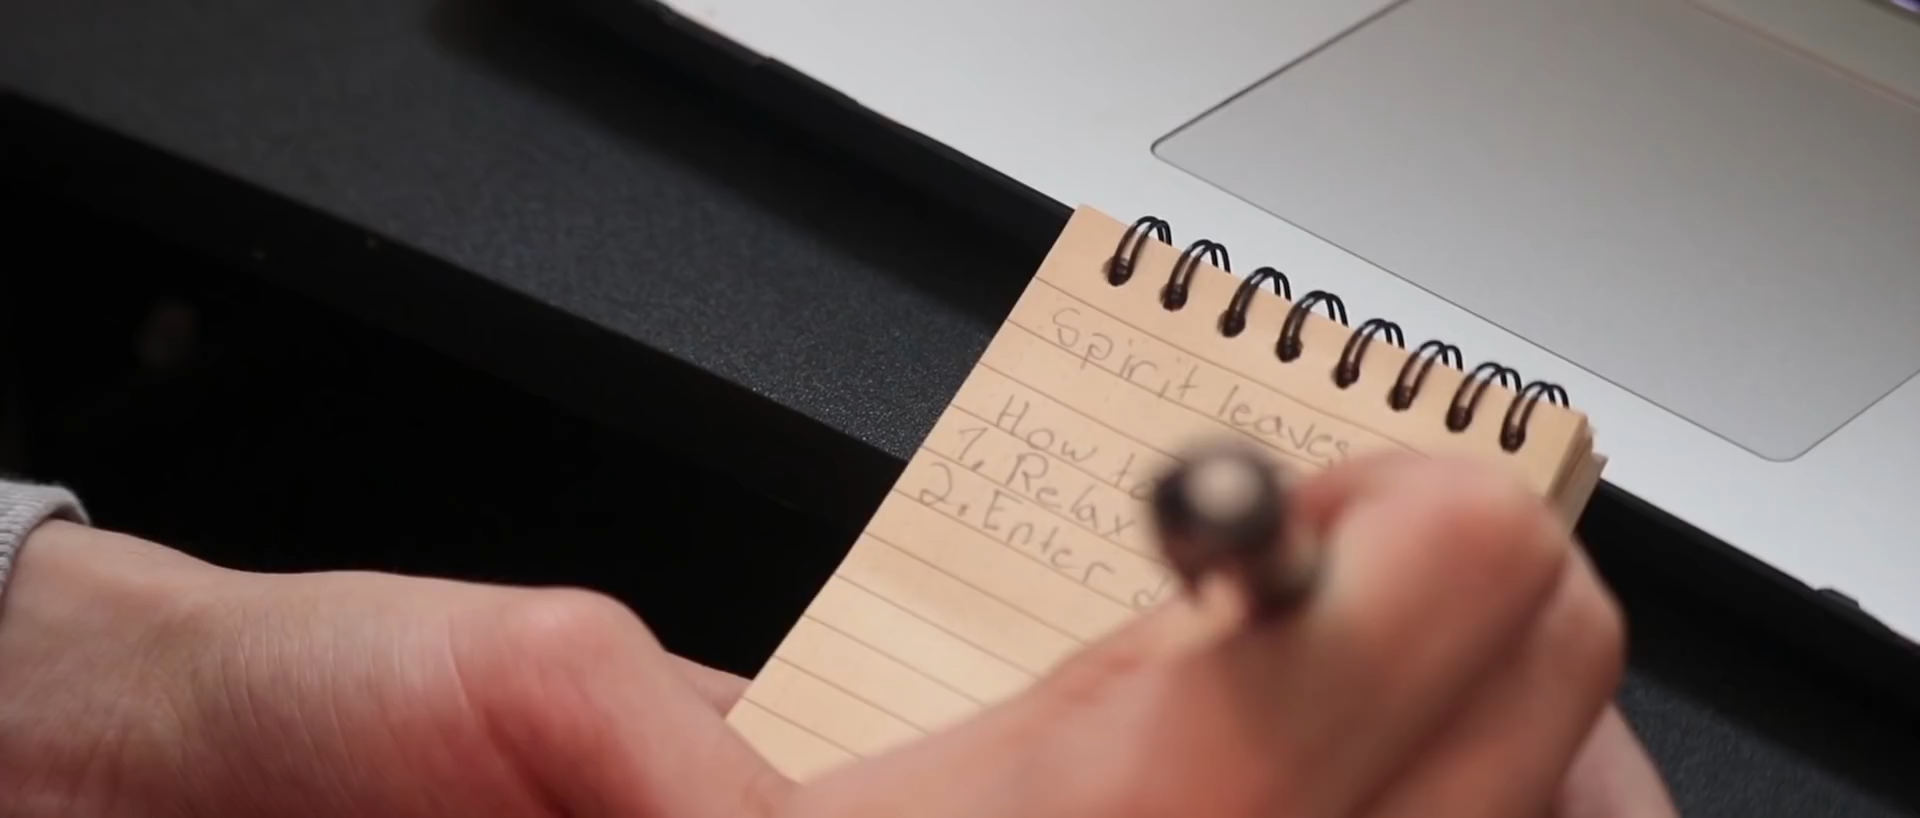 Spirit leaves
How to
1. Relax
2. Enter